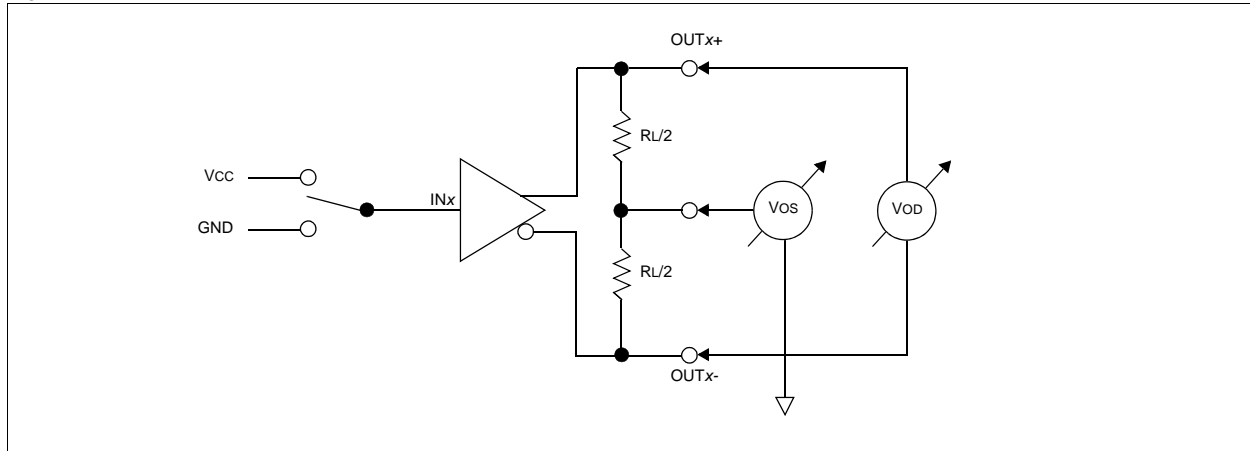 OUTx+
RL/2
VCC
INx
VOS
VOD
GND
RL/2
OUTx-